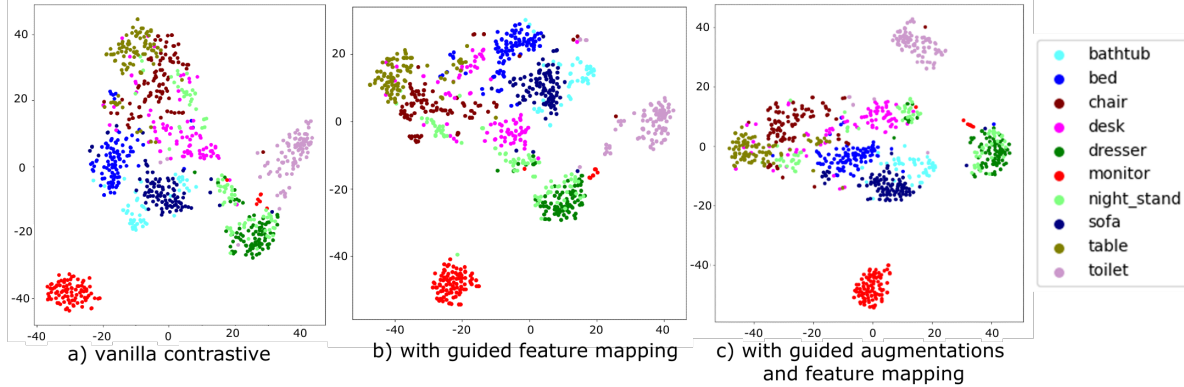 40
20
0
-20
-40
-40
-20
0
20
40
a) vanilla contrastive
20
0
-20
-40
-40
-20
0
20
40
b) with guided feature mapping
40
20
0
-20
-40
-40
-20
0
20
40
c) with guided augmentations
and feature mapping
bathtub
bed
chair
desk
dresser
monitor
night_stand
sofa
table
toilet